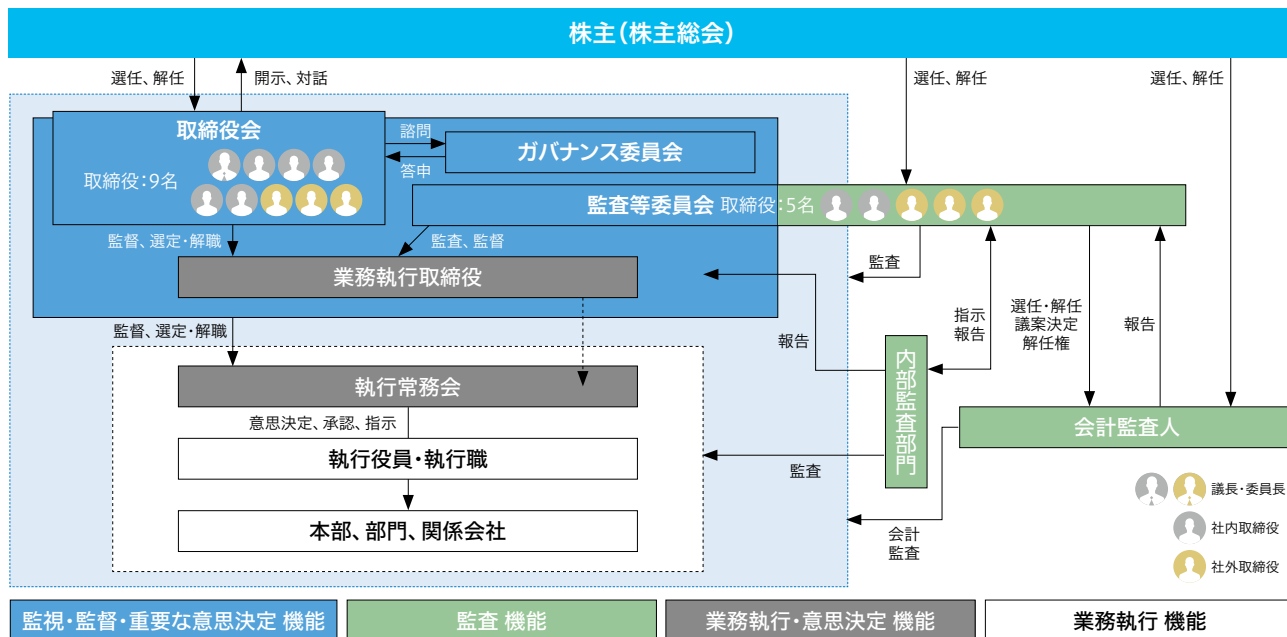 株主(株主総会)
選任、解任
開示、対話
選任、解任
選任、解任
取締役会
諮問
ガバナンス委員会
答申
取締役:9名
監査等委員会 取締役:5名
監督、選定・解職
監査、監督
監査
業務執行取締役
監督、選定・解職
報告
指示
報告
選任・解任
議案決定
解任権
報告
内部監査部門
執行常務会
意思決定、承認、指示
会計監査人
執行役員・執行職
監査
本部、部門、関係会社
会計
監査
議長・委員長
社内取締役
社外取締役
監視・監督・重要な意思決定 機能
監査 機能
業務執行・意思決定 機能
業務執行 機能